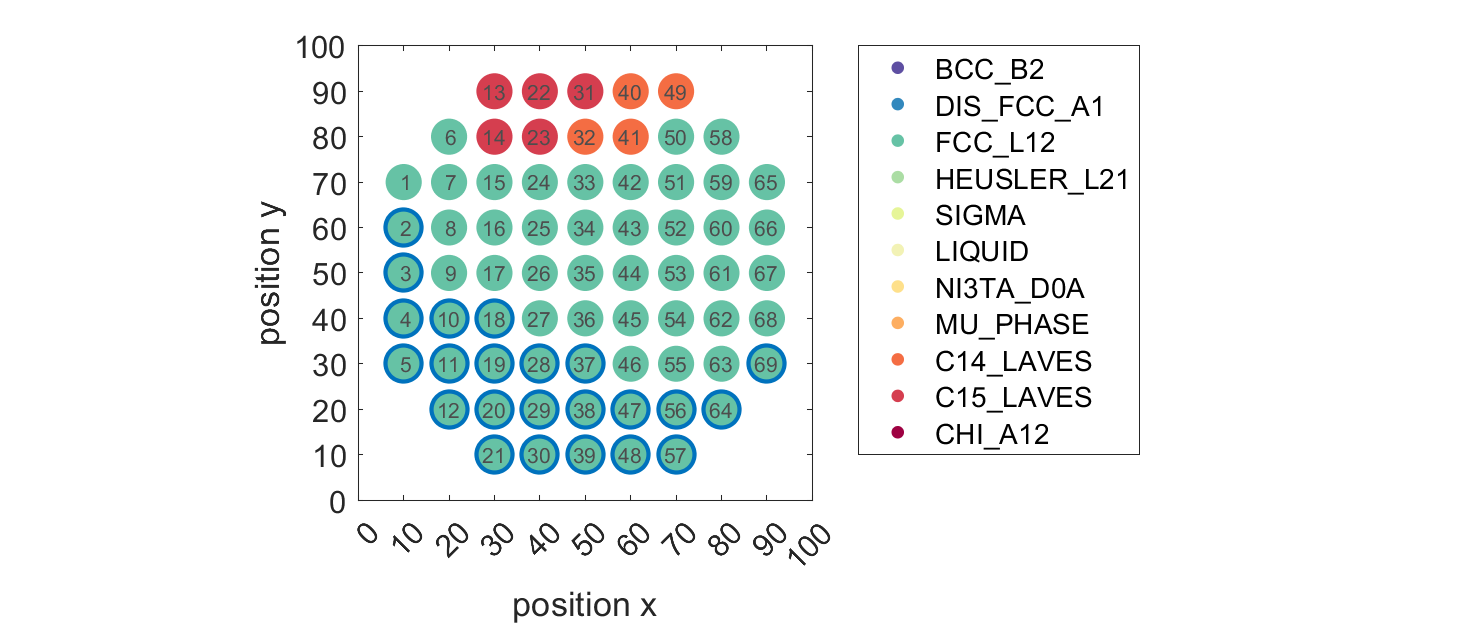 100
90 13 22 31 40 49
80 6 14 23 32 41 50 58
70 1 7 15 24 33 42 51 59 65
60 2 8 16 25 34 43 52 60 66
50 3 9 17 26 35 44 53 61 67
40 4 10 18 27 36 45 54 62 68
30 5 11 19 28 37 46 55 63 69
20 12 20 29 38 47 56 64
10 21 30 39 48 57
0
position y
0 10 20 30 40 50 60 70 80 90 100
position x
BCC_B2
DIS_FCC_A1
FCC_L12
HEUSLER_L21
SIGMA
LIQUID
NI3TA_D0A
MU_PHASE
C14_LAVES
C15_LAVES
CHI_A12